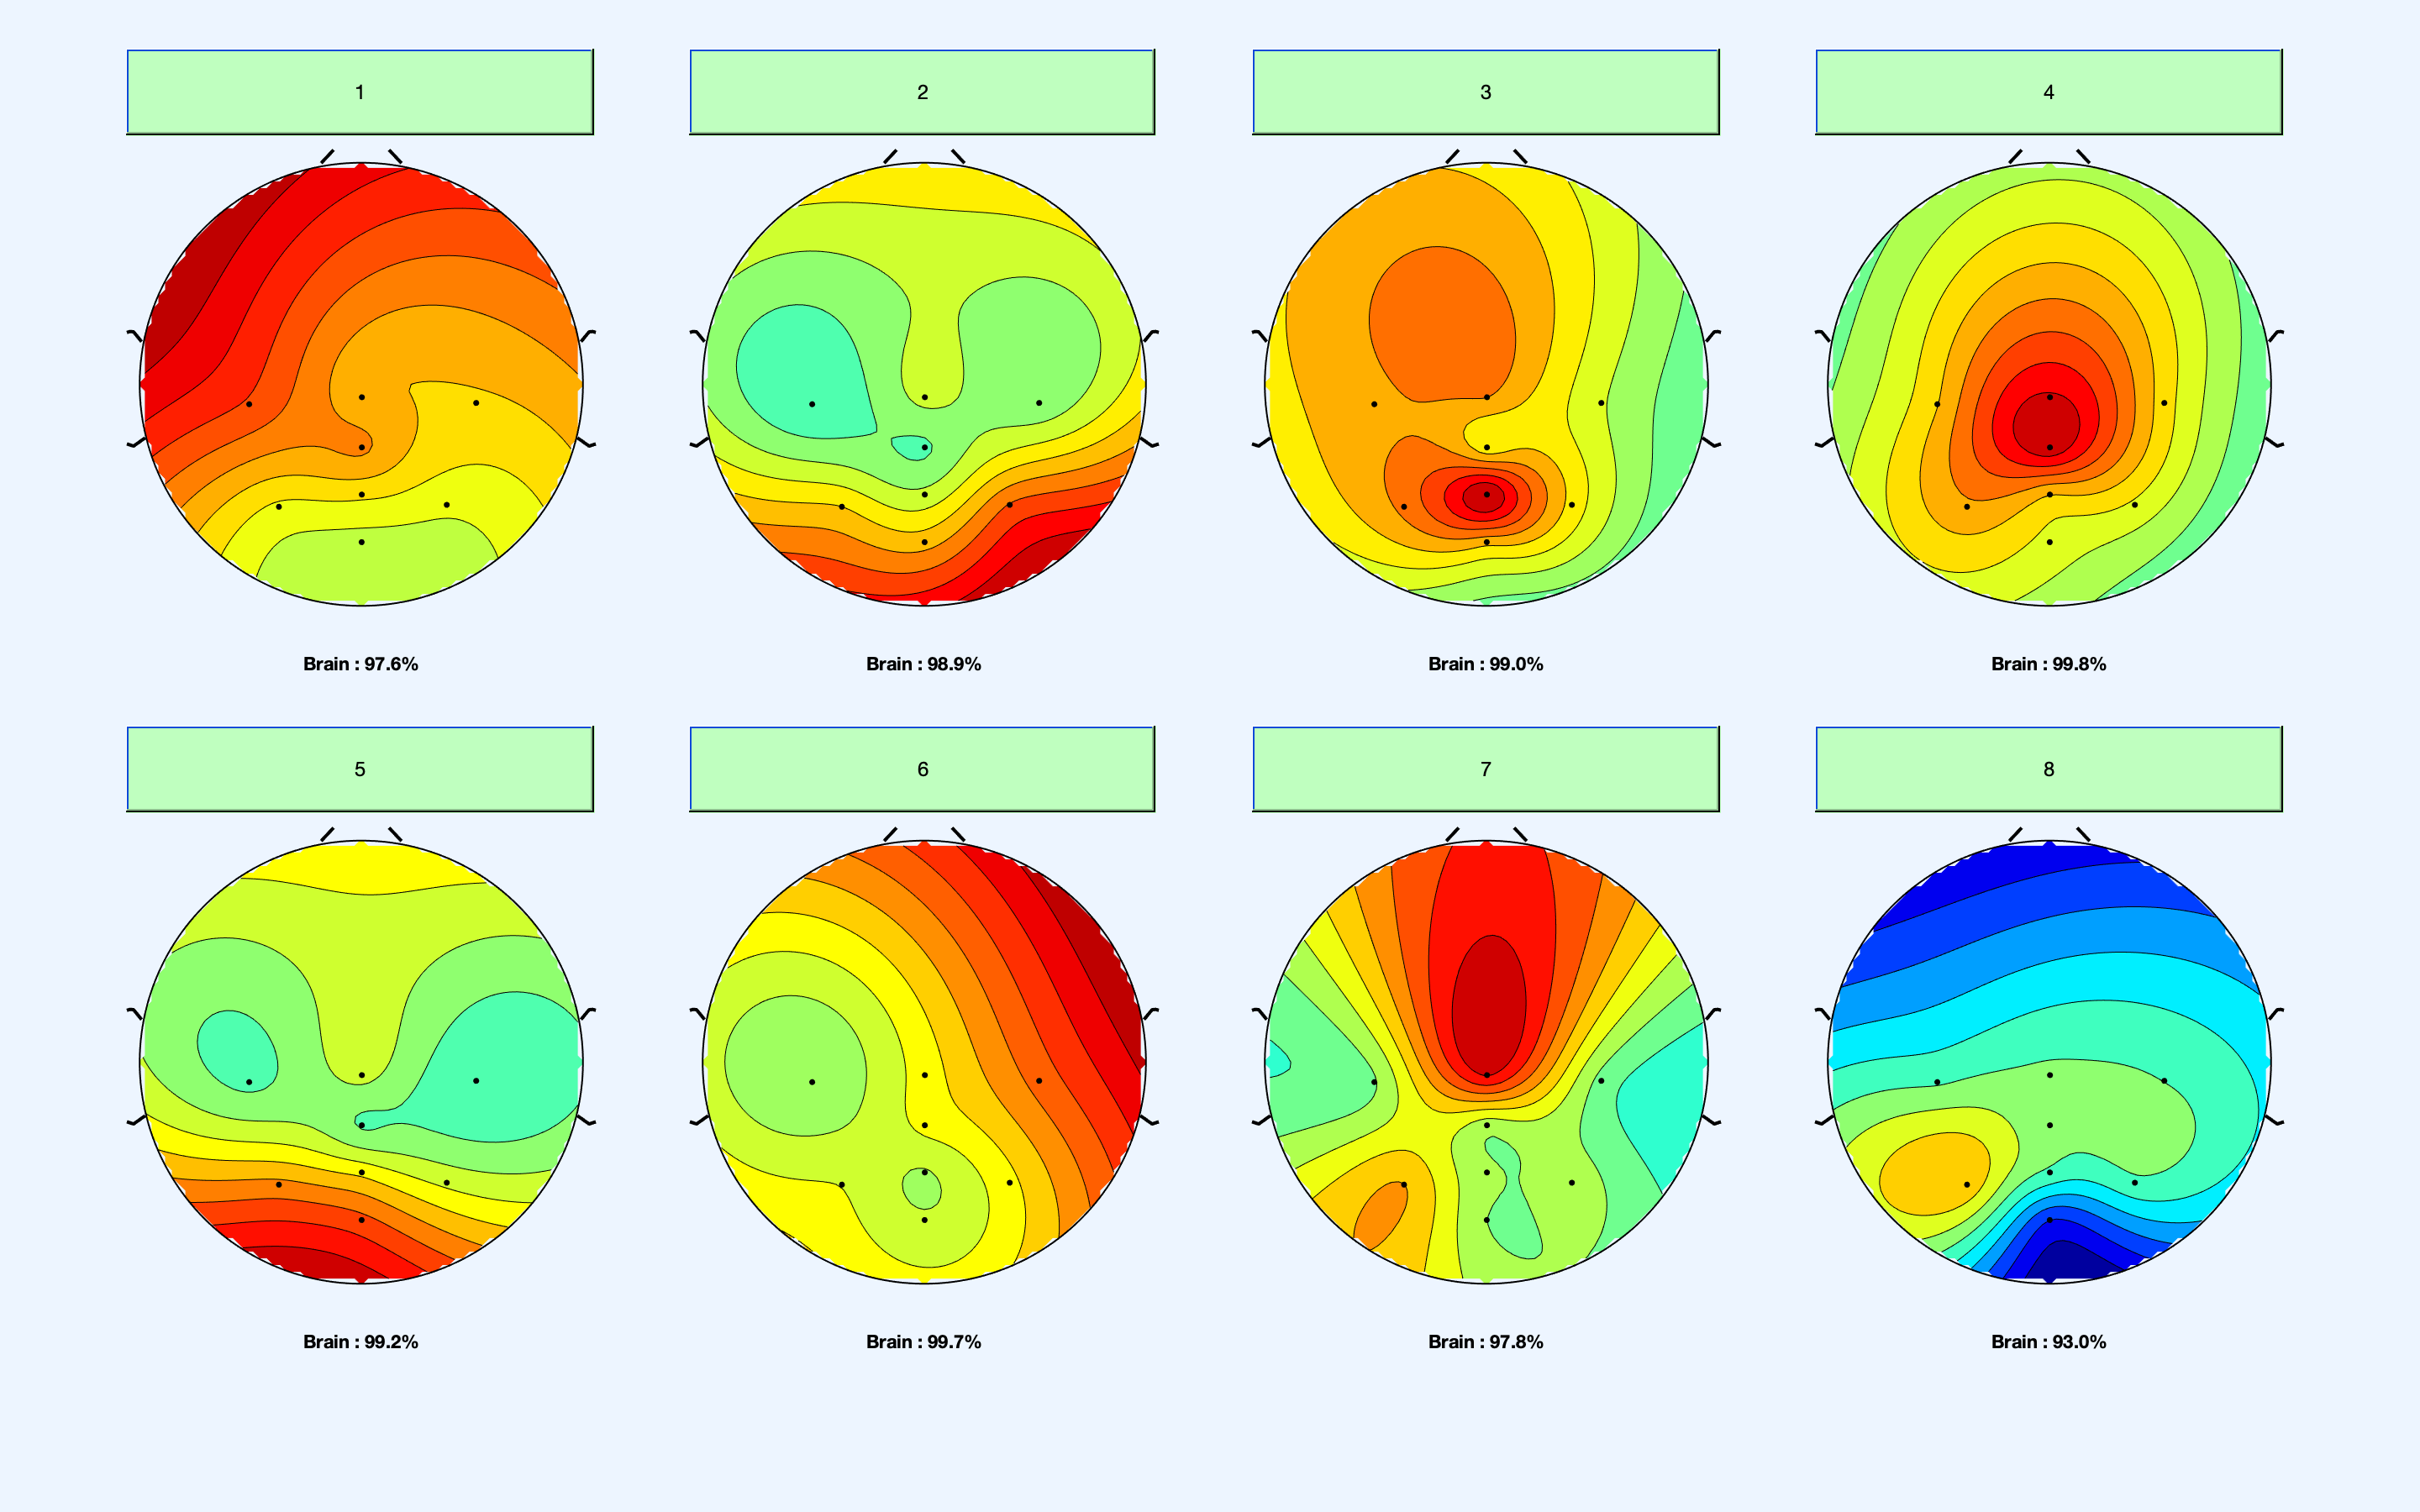 1
2
3
4
Brain : 97.6%
Brain : 98.9%
Brain : 99.0%
Brain : 99.8%
5
6
7
8
Brain : 99.2%
Brain : 99.7%
Brain : 97.8%
Brain : 93.0%